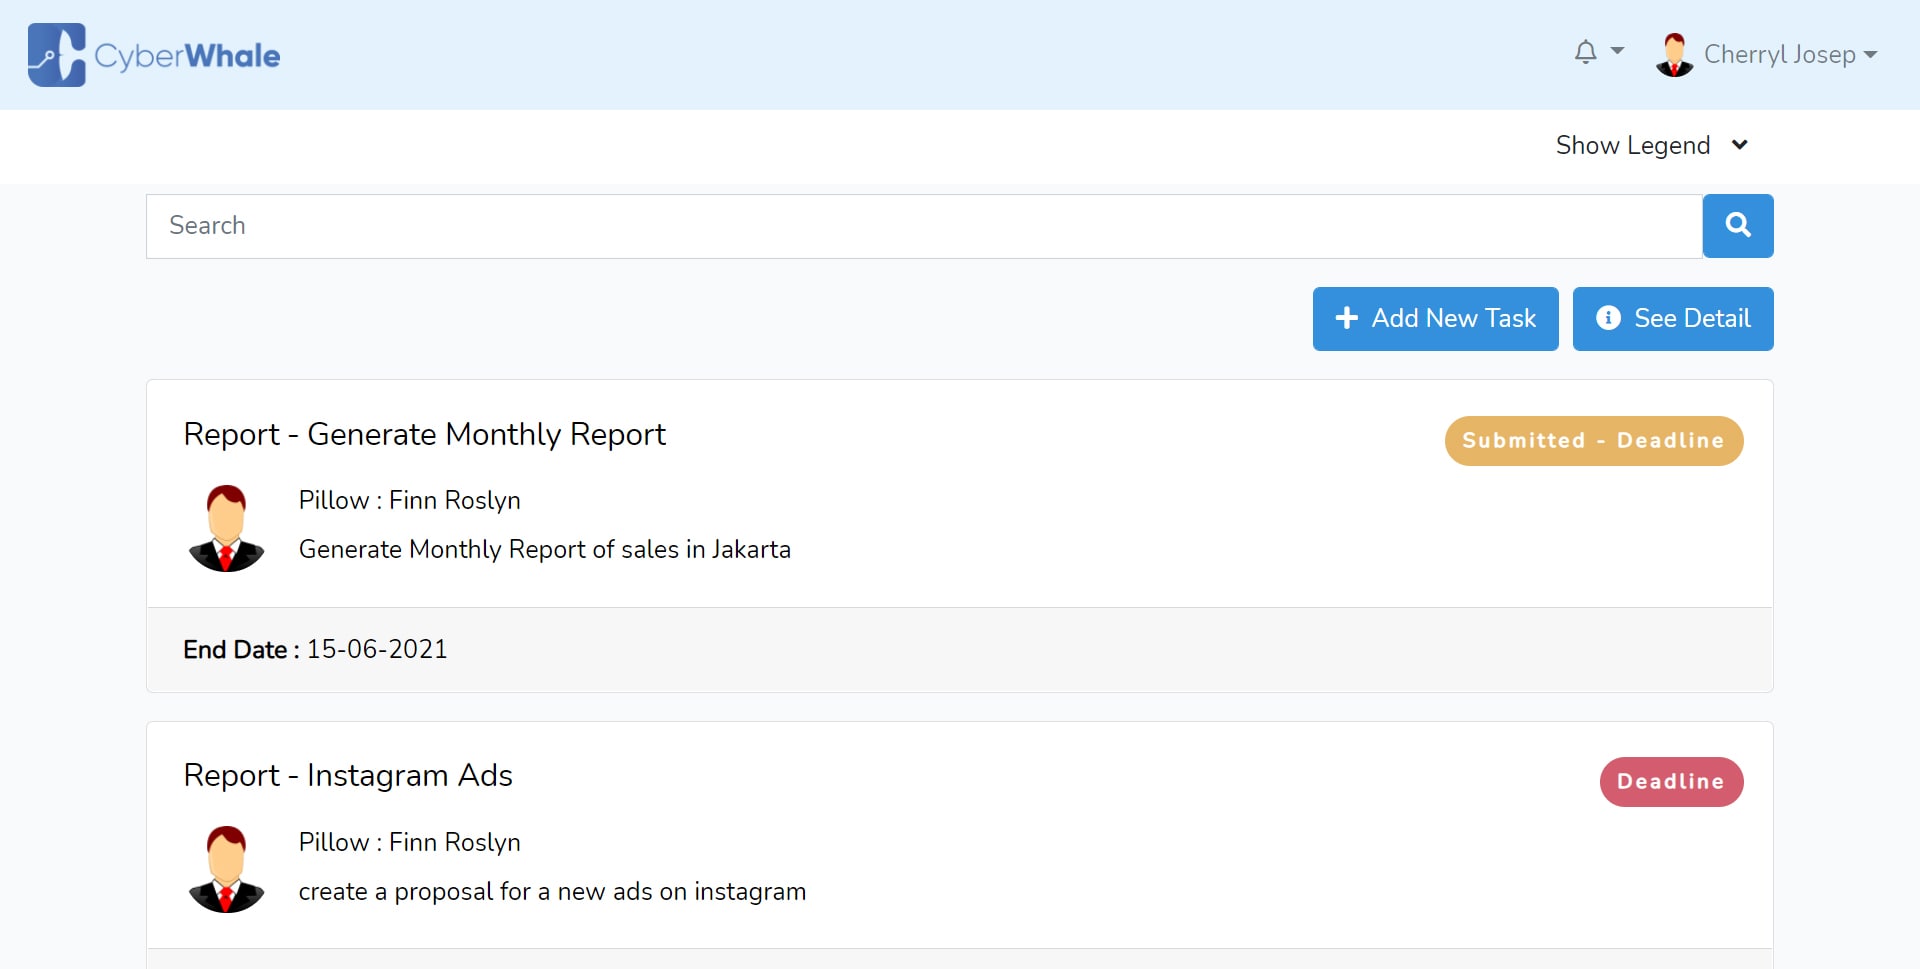 CyberWhale
Cherryl Josep
Show Legend
Search
Add New Task
See Detail
Report - Generate Monthly Report
Submitted - Deadline
Pillow : Finn Roslyn
Generate Monthly Report of sales in Jakarta
End Date : 15-06-2021
Report - Instagram Ads
Deadline
Pillow : Finn Roslyn
create a proposal for a new ads on instagram